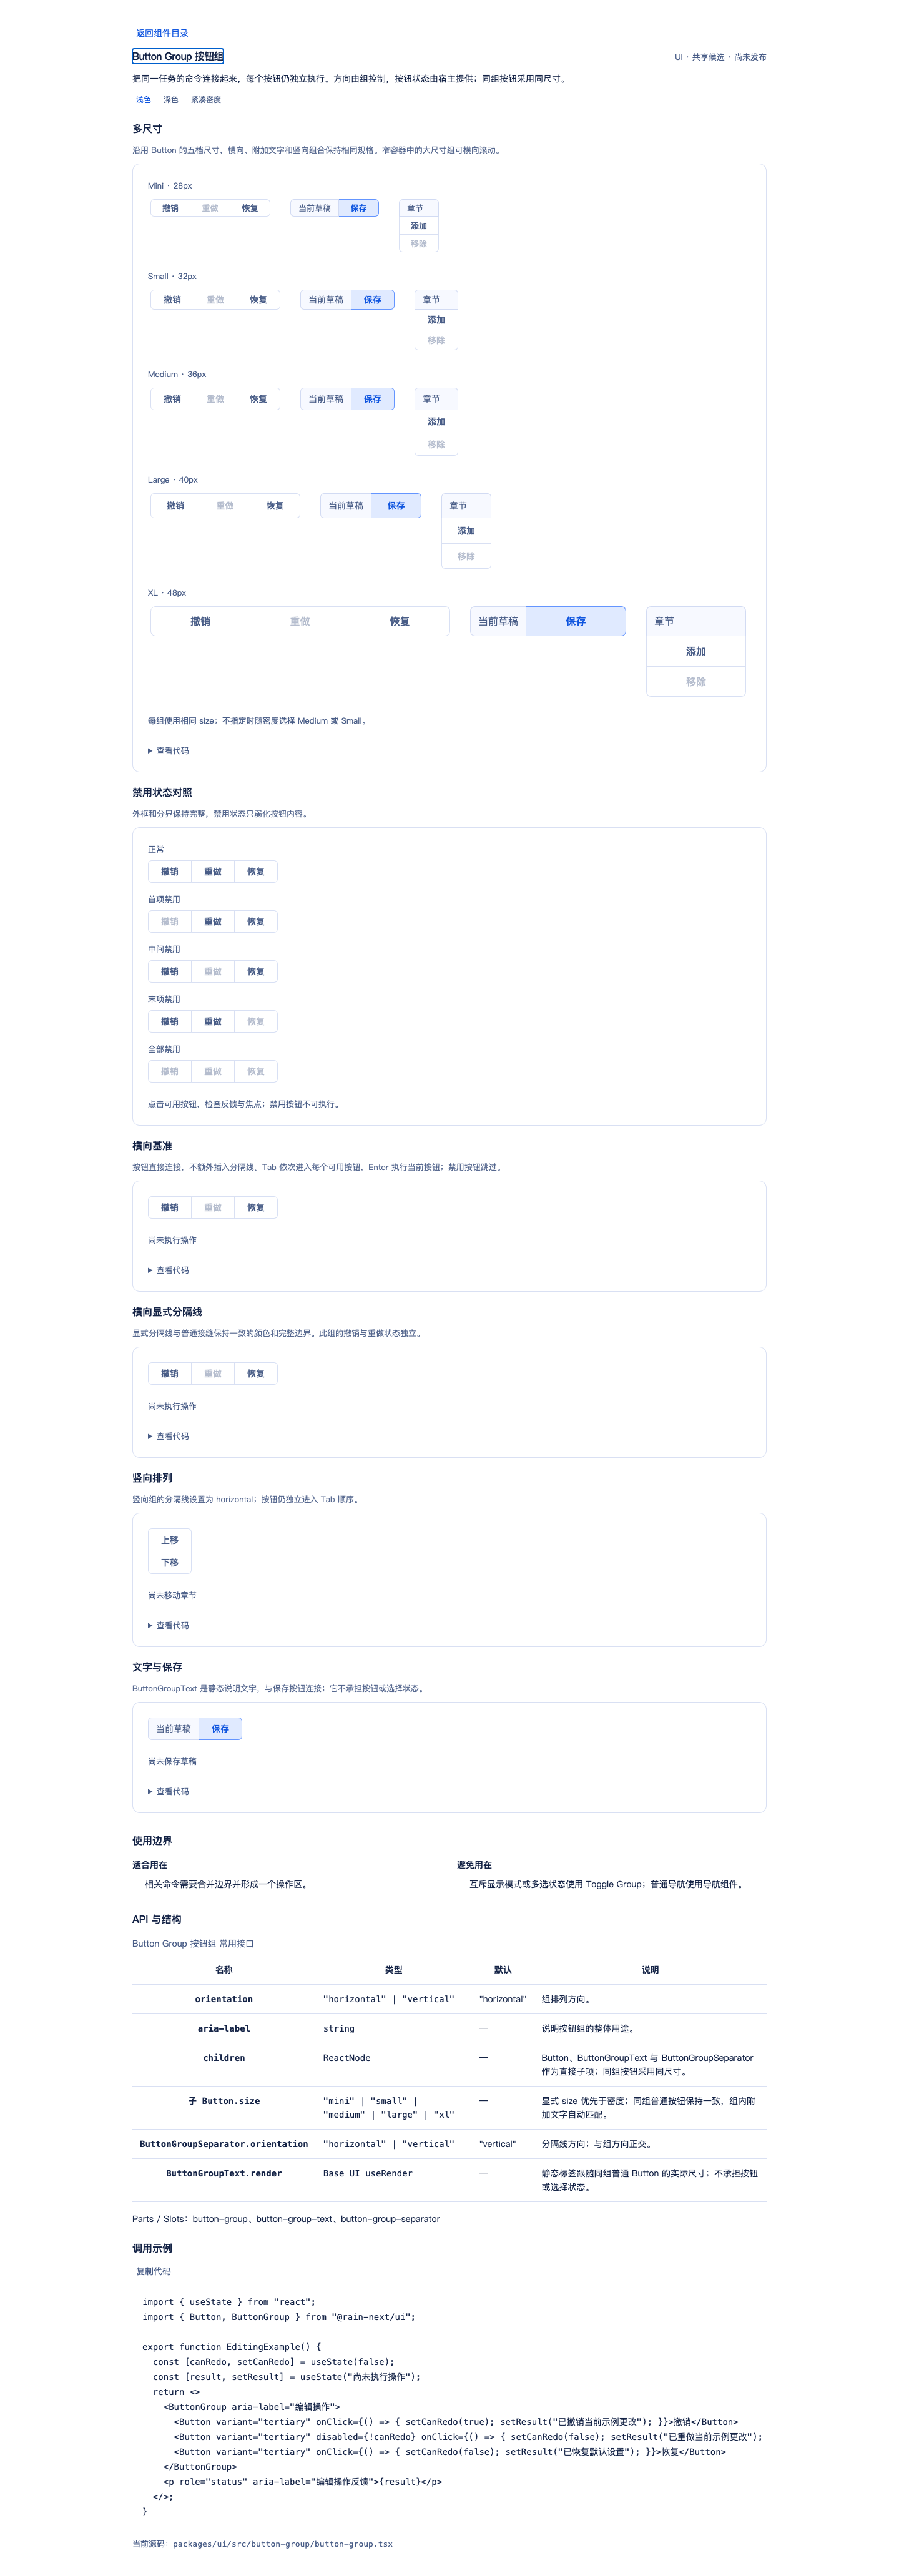 返回组件目录
Button Group 按钮组
UI · 共享候选 · 尚未发布
把同一任务的命令连接起来，每个按钮仍独立执行。方向由组控制，按钮状态由宿主提供；同组按钮采用同尺寸。
浅色 深色 紧凑密度
多尺寸
沿用 Button 的五档尺寸，横向、附加文字和竖向组合保持相同规格。窄容器中的大尺寸组可横向滚动。
Mini · 28px
撤销 重做 恢复 当前草稿 保存 章节
添加
移除
Small · 32px
撤销 重做 恢复 当前草稿 保存 章节
添加
移除
Medium · 36px
撤销 重做 恢复 当前草稿 保存 章节
添加
移除
Large · 40px
撤销 重做 恢复 当前草稿 保存 章节
添加
移除
XL · 48px
撤销 重做 恢复 当前草稿 保存 章节
添加
移除
每组使用相同 size；不指定时随密度选择 Medium 或 Small。
▶ 查看代码
禁用状态对照
外框和分界保持完整，禁用状态只弱化按钮内容。
正常
撤销 重做 恢复
首项禁用
撤销 重做 恢复
中间禁用
撤销 重做 恢复
末项禁用
撤销 重做 恢复
全部禁用
撤销 重做 恢复
点击可用按钮，检查反馈与焦点；禁用按钮不可执行。
横向基准
按钮直接连接，不额外插入分隔线。Tab 依次进入每个可用按钮，Enter 执行当前按钮；禁用按钮跳过。
撤销 重做 恢复
尚未执行操作
▶ 查看代码
横向显式分隔线
显式分隔线与普通接缝保持一致的颜色和完整边界。此组的撤销与重做状态独立。
撤销 重做 恢复
尚未执行操作
▶ 查看代码
竖向排列
竖向组的分隔线设置为 horizontal；按钮仍独立进入 Tab 顺序。
上移
下移
尚未移动章节
▶ 查看代码
文字与保存
ButtonGroupText 是静态说明文字，与保存按钮连接；它不承担按钮或选择状态。
当前草稿 保存
尚未保存草稿
▶ 查看代码
使用边界
适合用在
相关命令需要合并边界并形成一个操作区。
避免用在
互斥显示模式或多选状态使用 Toggle Group；普通导航使用导航组件。
API 与结构
Button Group 按钮组 常用接口
名称 类型 默认 说明
orientation "horizontal" | "vertical" "horizontal" 组排列方向。
aria-label string — 说明按钮组的整体用途。
children ReactNode — Button、ButtonGroupText 与 ButtonGroupSeparator
作为直接子项；同组按钮采用同尺寸。
子 Button.size "mini" | "small" | — 显式 size 优先于密度；同组普通按钮保持一致，组内附
"medium" | "large" | "xl" 加文字自动匹配。
ButtonGroupSeparator.orientation "horizontal" | "vertical" "vertical" 分隔线方向；与组方向正交。
ButtonGroupText.render Base UI useRender — 静态标签跟随同组普通 Button 的实际尺寸；不承担按钮
或选择状态。
Parts / Slots：button-group、button-group-text、button-group-separator
调用示例
复制代码
import { useState } from "react";
import { Button, ButtonGroup } from "@rain-next/ui";
export function EditingExample() {
const [canRedo, setCanRedo] = useState(false);
const [result, setResult] = useState("尚未执行操作");
return <>
<ButtonGroup aria-label="编辑操作">
<Button variant="tertiary" onClick={() => { setCanRedo(true); setResult("已撤销当前示例更改"); }}>撤销</Button>
<Button variant="tertiary" disabled={!canRedo} onClick={() => { setCanRedo(false); setResult("已重做当前示例更改");
<Button variant="tertiary" onClick={() => { setCanRedo(false); setResult("已恢复默认设置"); }}>恢复</Button>
</ButtonGroup>
<p role="status" aria-label="编辑操作反馈">{result}</p>
</>;
}
当前源码：packages/ui/src/button-group/button-group.tsx